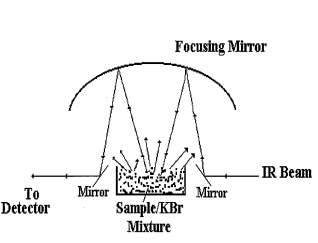 Focusing Mirror
IR Beam
To
Detector
Mirror
Mirror
Sample/KBr
Mixture